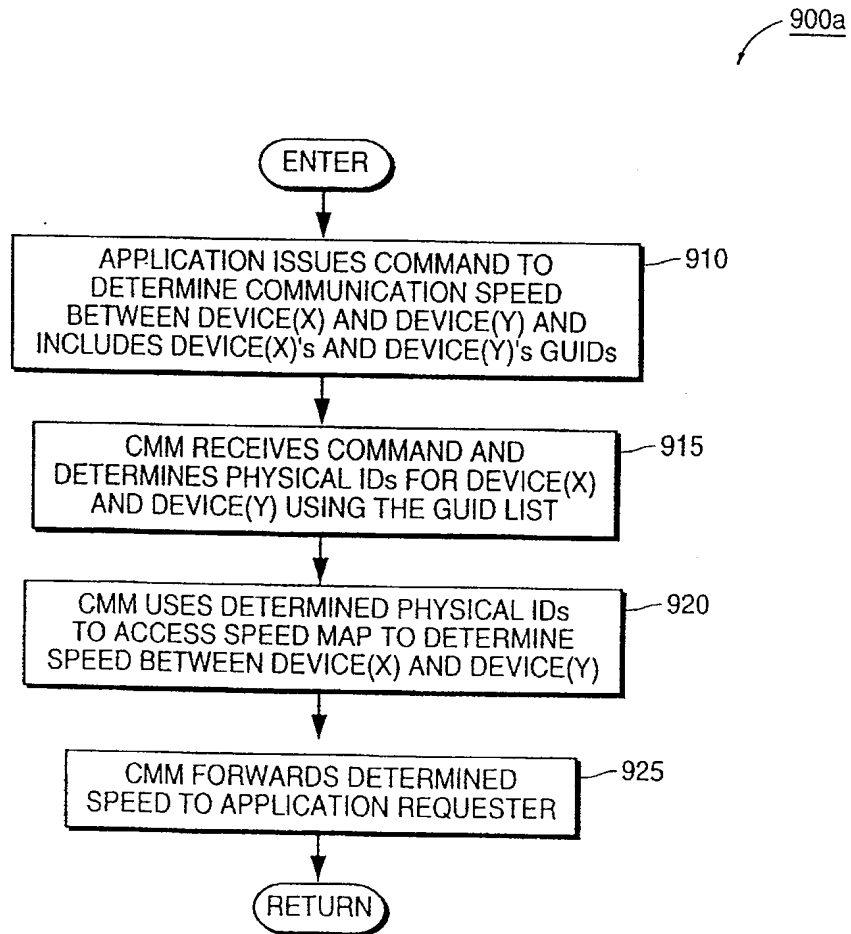 900a
ENTER
APPLICATION ISSUES COMMAND TO
DETERMINE COMMUNICATION SPEED
BETWEEN DEVICE(X) AND DEVICE(Y) AND
INCLUDES DEVICE(X)'s AND DEVICE(Y)'s GUIDs
910
CMM RECEIVES COMMAND AND
DETERMINES PHYSICAL IDs FOR DEVICE(X)
AND DEVICE(Y) USING THE GUID LIST
915
CMM USES DETERMINED PHYSICAL IDs
TO ACCESS SPEED MAP TO DETERMINE
SPEED BETWEEN DEVICE(X) AND DEVICE(Y)
920
CMM FORWARDS DETERMINED
SPEED TO APPLICATION REQUESTER
925
RETURN